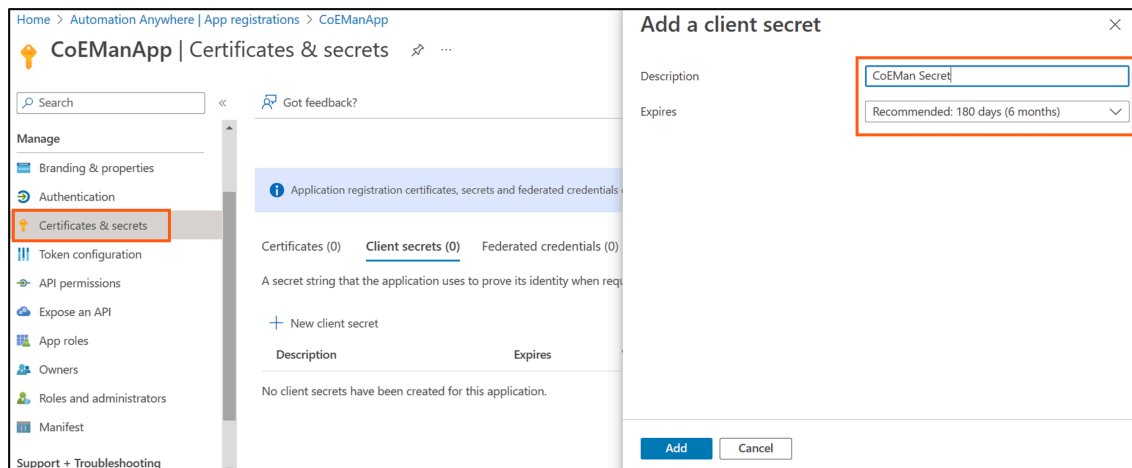 Home > Automation Anywhere | App registrations > CoEManApp
CoEManApp | Certificates & secrets
Search
Got feedback?
Manage
Branding & properties
Authentication
Certificates & secrets
Token configuration
API permissions
Expose an API
App roles
Owners
Roles and administrators
Manifest
Support + Troubleshooting
Application registration certificates, secrets and federated credentials
Certificates (0) Client secrets (0) Federated credentials (0)
A secret string that the application uses to prove its identity when requ
New client secret
Description Expires
No client secrets have been created for this application.
Add a client secret
Description CoEMan Secret
Expires Recommended: 180 days (6 months)
Add Cancel